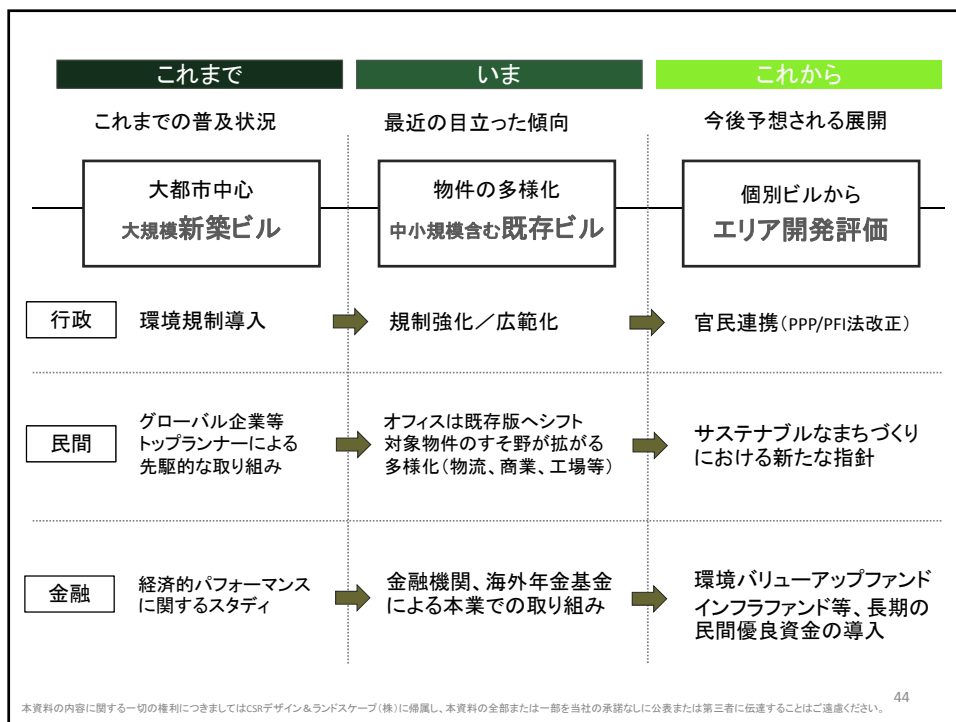 これまで
いま
これから
これまでの普及状況
最近の目立った傾向
今後予想される展開
大都市中心
大規模新築ビル
物件の多様化
中小規模含む既存ビル
個別ビルから
エリア開発評価
行政
環境規制導入
規制強化／広範化
官民連携（PPP/PFI法改正）
民間
グローバル企業等
トップランナーによる
先駆的な取り組み
オフィスは既存版へシフト
対象物件のすそ野が拡がる
多様化（物流、商業、工場等）
サステナブルなまちづくり
における新たな指針
金融
経済的パフォーマンス
に関するスタディ
金融機関、海外年金基金
による本業での取り組み
環境バリューアップファンド
インフラファンド等、長期の
民間優良資金の導入
44
本資料の内容に関する一切の権利につきましてはCSRデザイン＆ランドスケープ（株）に帰属し、本資料の全部または一部を当社の承諾なしに公表または第三者に伝達することはご遠慮ください。